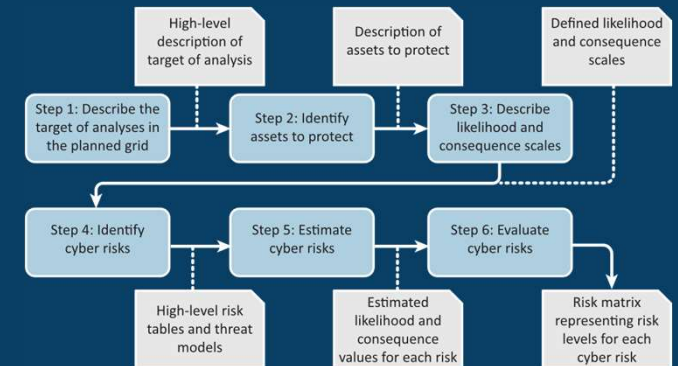 High-level
description of
target of analysis
Description of
assets to protect
Defined likelihood
and consequence
scales
Step 1: Describe the
target of analyses in
the planned grid
Step 2: Identify
assets to protect
Step 3: Describe
likelihood and
consequence scales
Step 4: Identify
cyber risks
Step 5: Estimate
cyber risks
Step 6: Evaluate
cyber risks
High-level risk
tables and threat
models
Estimated
likelihood and
consequence
values for each risk
Risk matrix
representing risk
levels for each
cyber risk